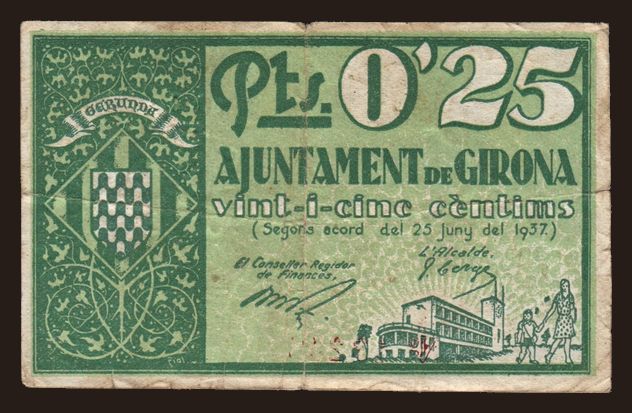 GERUNDA
Pts. 0'25
AJUNTAMENT DE GIRONA
vint-i-cinc cèntims
(Segons acord del 25 juny del 1937.)
El Conseller Regidor
de Finances,
L'Alcalde,